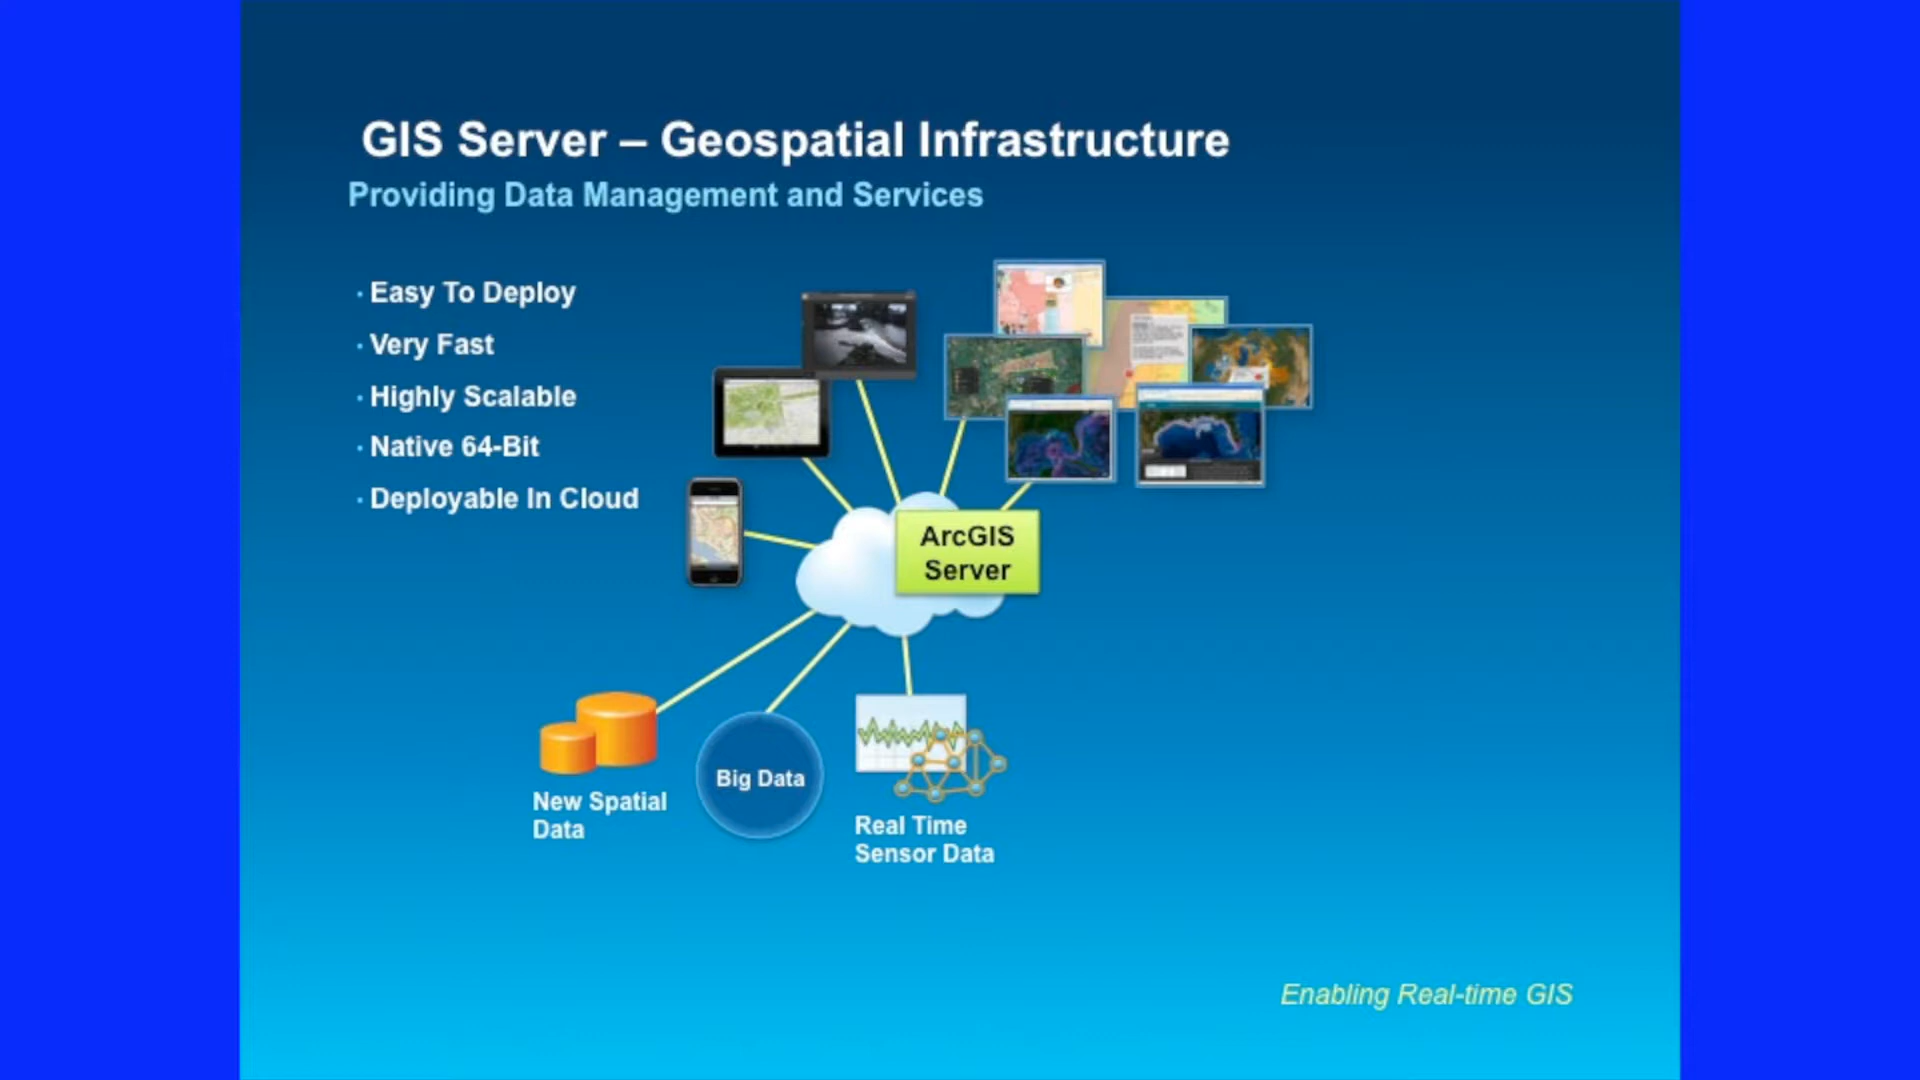 GIS Server – Geospatial Infrastructure
Providing Data Management and Services
· Easy To Deploy
· Very Fast
· Highly Scalable
· Native 64-Bit
· Deployable In Cloud
ArcGIS
Server
New Spatial
Data
Big Data
Real Time
Sensor Data
Enabling Real-time GIS